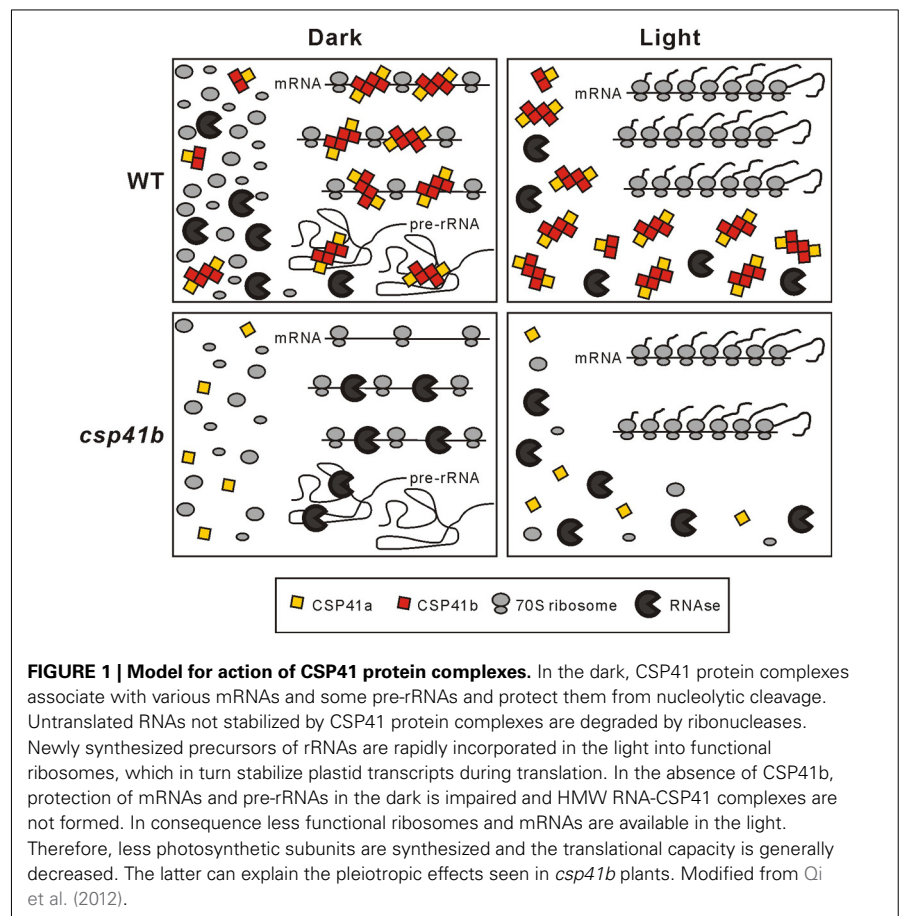 Dark
Light
mRNA
mRNA
WT
pre-rRNA
mRNA
mRNA
csp41b
pre-rRNA
CSP41a CSP41b 70S ribosome RNAse
FIGURE 1 | Model for action of CSP41 protein complexes. In the dark, CSP41 protein complexes
associate with various mRNAs and some pre-rRNAs and protect them from nucleolytic cleavage.
Untranslated RNAs not stabilized by CSP41 protein complexes are degraded by ribonucleases.
Newly synthesized precursors of rRNAs are rapidly incorporated in the light into functional
ribosomes, which in turn stabilize plastid transcripts during translation. In the absence of CSP41b,
protection of mRNAs and pre-rRNAs in the dark is impaired and HMW RNA-CSP41 complexes are
not formed. In consequence less functional ribosomes and mRNAs are available in the light.
Therefore, less photosynthetic subunits are synthesized and the translational capacity is generally
decreased. The latter can explain the pleiotropic effects seen in csp41b plants. Modified from Qi
et al. (2012).